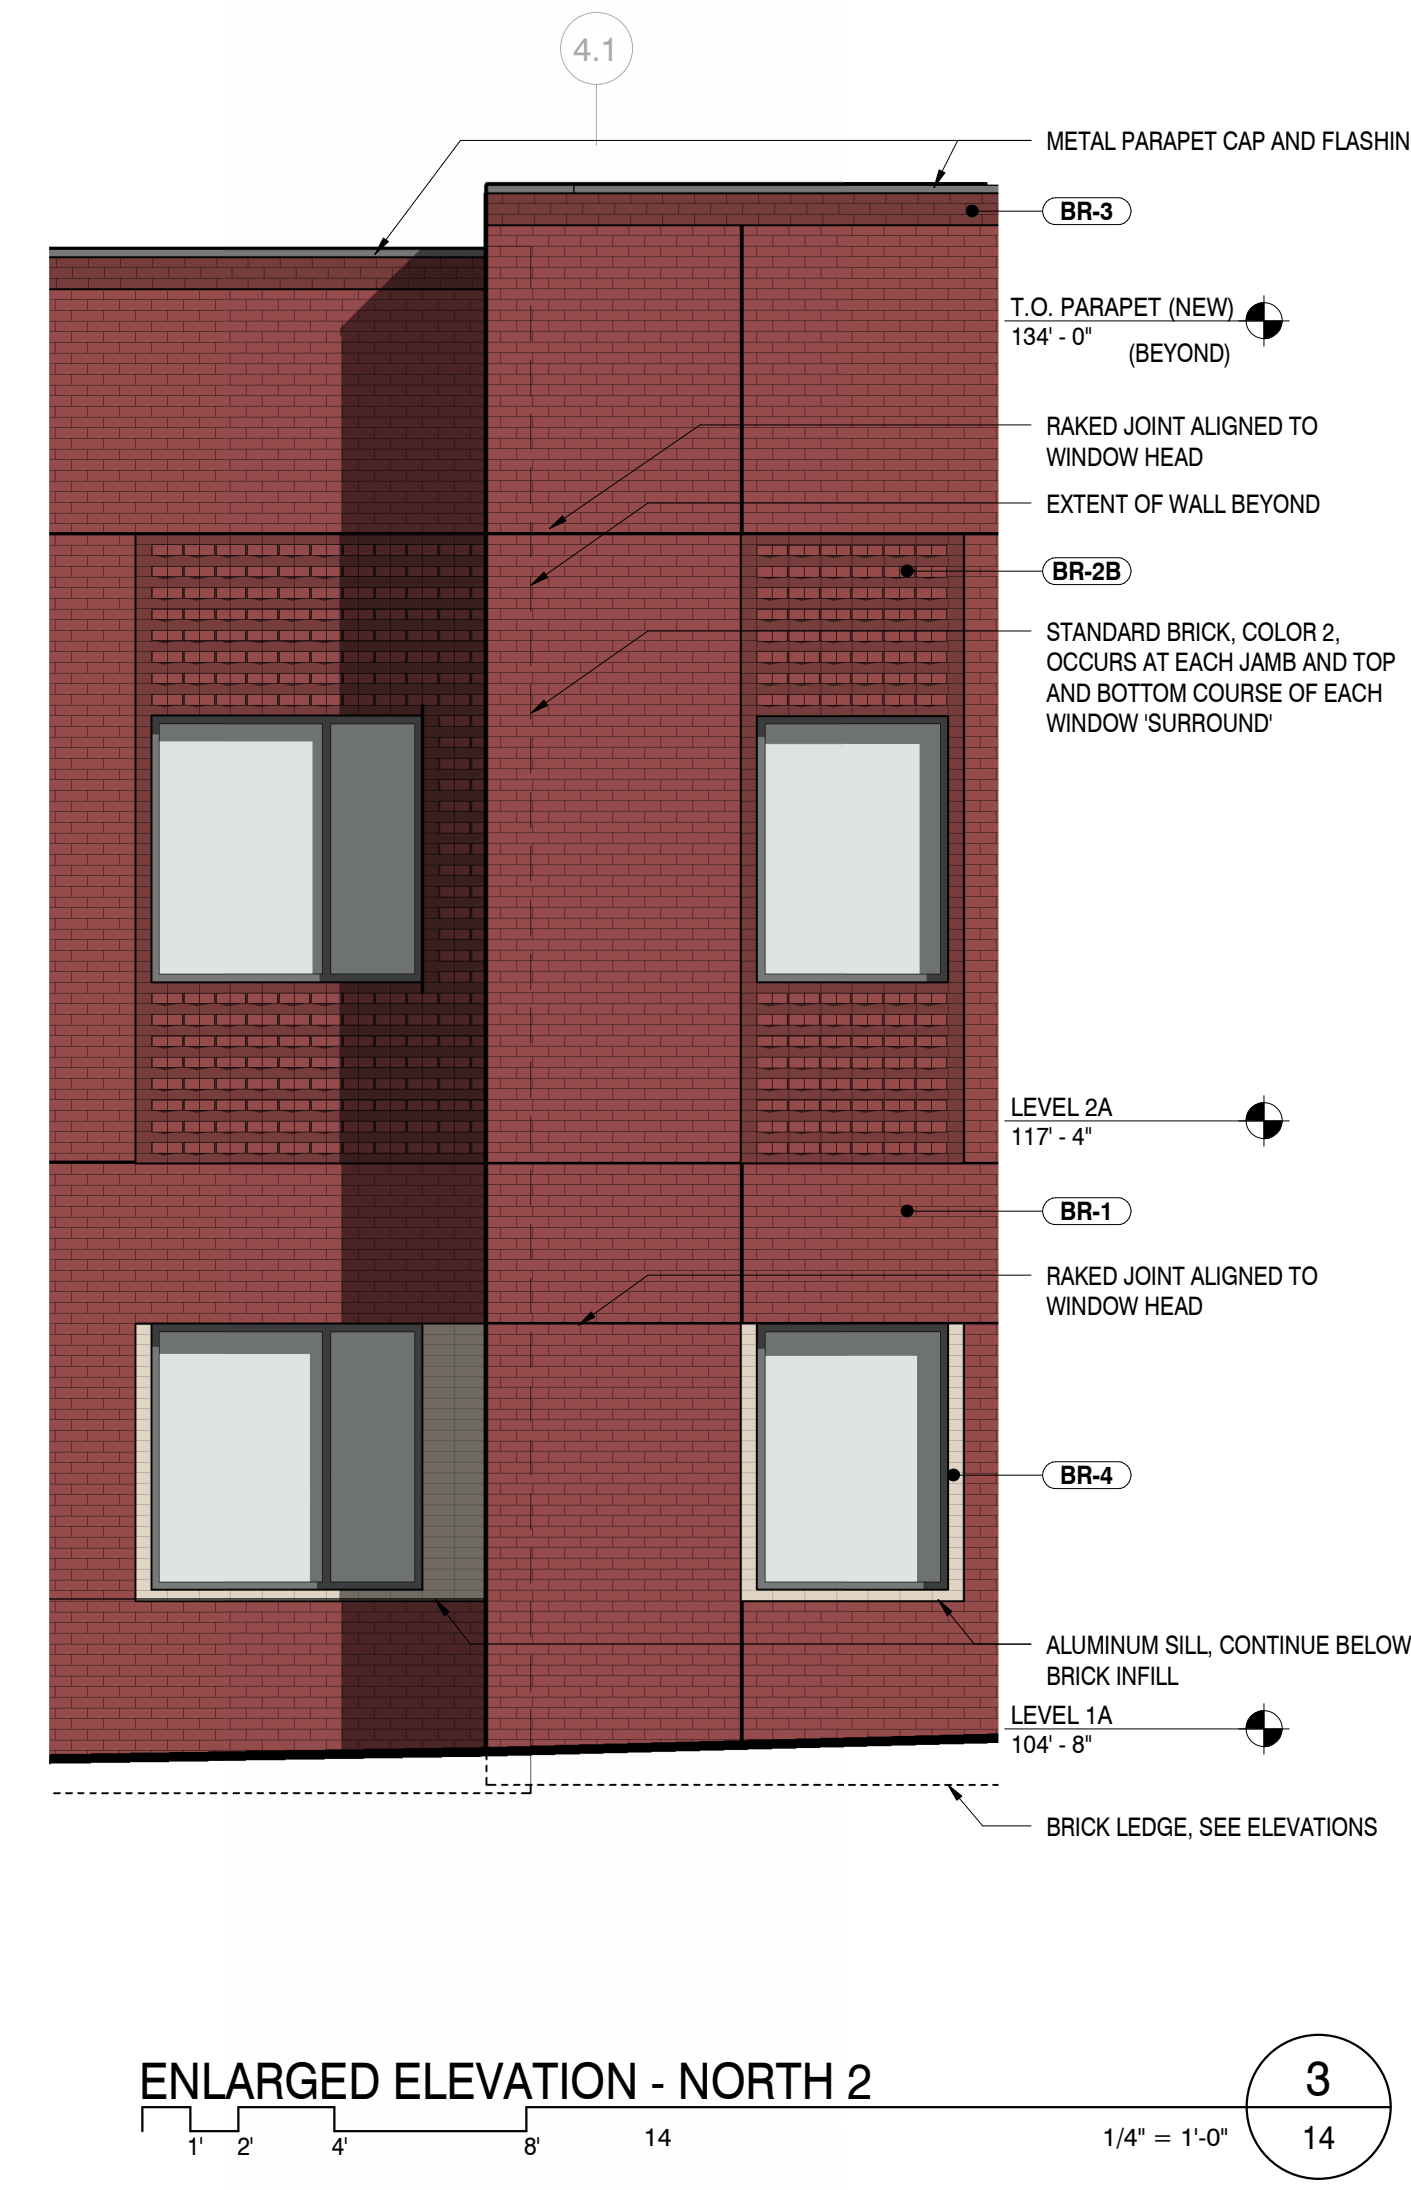 4.1
METAL PARAPET CAP AND FLASHIN
BR-3
T.O. PARAPET (NEW)
134' - 0"
(BEYOND)
RAKED JOINT ALIGNED TO
WINDOW HEAD
EXTENT OF WALL BEYOND
BR-2B
STANDARD BRICK, COLOR 2,
OCCURS AT EACH JAMB AND TOP
AND BOTTOM COURSE OF EACH
WINDOW 'SURROUND'
LEVEL 2A
117' - 4"
BR-1
RAKED JOINT ALIGNED TO
WINDOW HEAD
BR-4
ALUMINUM SILL, CONTINUE BELOW
BRICK INFILL
LEVEL 1A
104' - 8"
BRICK LEDGE, SEE ELEVATIONS
ENLARGED ELEVATION - NORTH 2
3
1' 2' 4' 8' 14 1/4" = 1'-0" 14